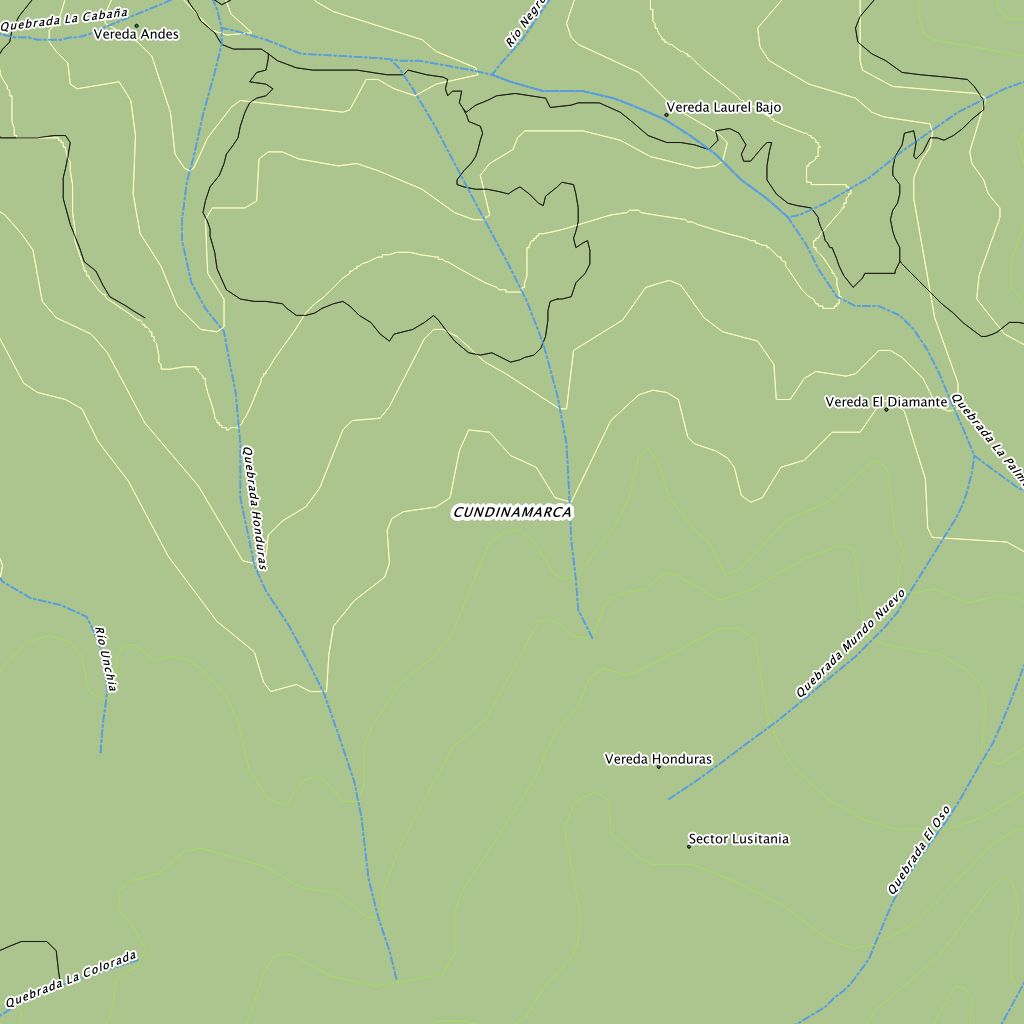 Quebrada La Cabaña
Vereda Andes
Río Negro
Vereda Laurel Bajo
Vereda El Diamante
Quebrada La Palm
Quebrada Honduras
CUNDINAMARCA
Río Unchia
Quebrada Mundo Nuevo
Vereda Honduras
Sector Lusitania
Quebrada El Oso
Quebrada La Colorada